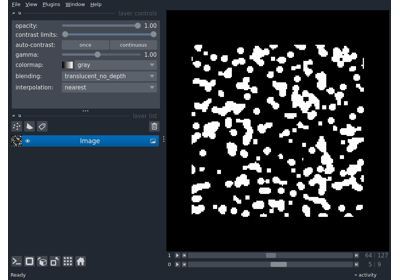 File View Plugins Window Help
layer controls
opacity: 1.00
contrast limits:
auto-contrast: once continuous
gamma: 1.00
colormap: gray
blending: translucent_no_depth
interpolation: nearest
layer list
Image
1 64 127
0 5 9
Ready activity